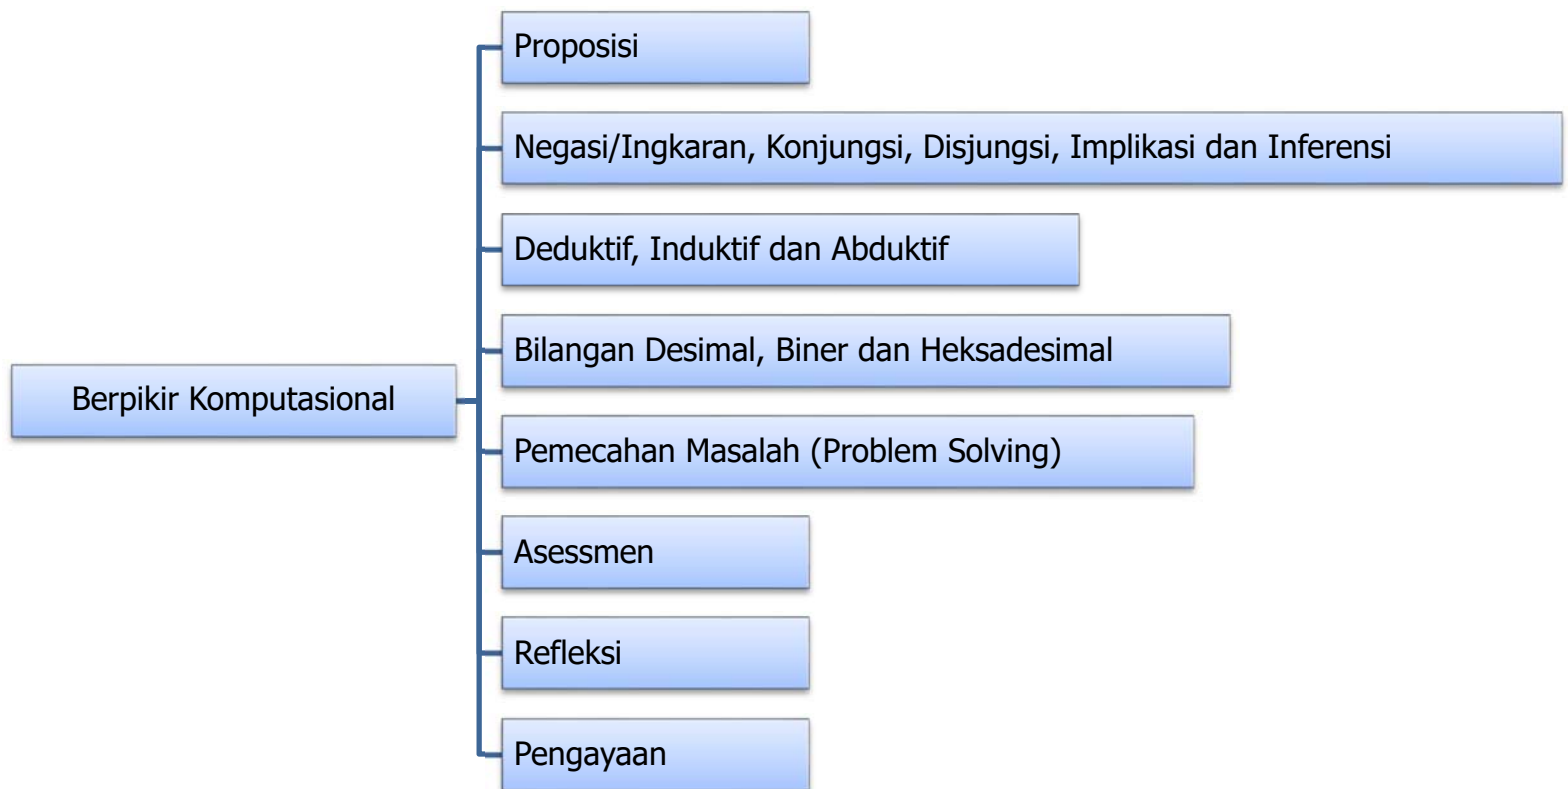 Proposisi
Negasi/Ingkaran, Konjungsi, Disjungsi, Implikasi dan Inferensi
Deduktif, Induktif dan Abduktif
Bilangan Desimal, Biner dan Heksadesimal
Berpikir Komputasional
Pemecahan Masalah (Problem Solving)
Asessmen
Refleksi
Pengayaan